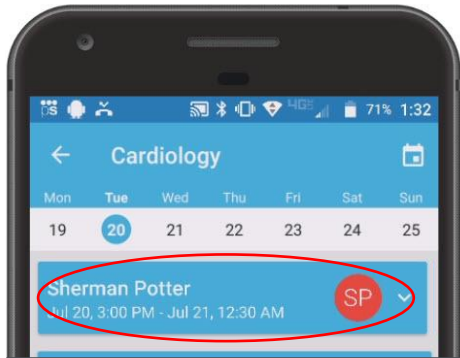 71% 1:32
Cardiology
Mon Tue Wed Thu Fri Sat Sun
19 20 21 22 23 24 25
Sherman Potter
Jul 20, 3:00 PM - Jul 21, 12:30 AM
SP